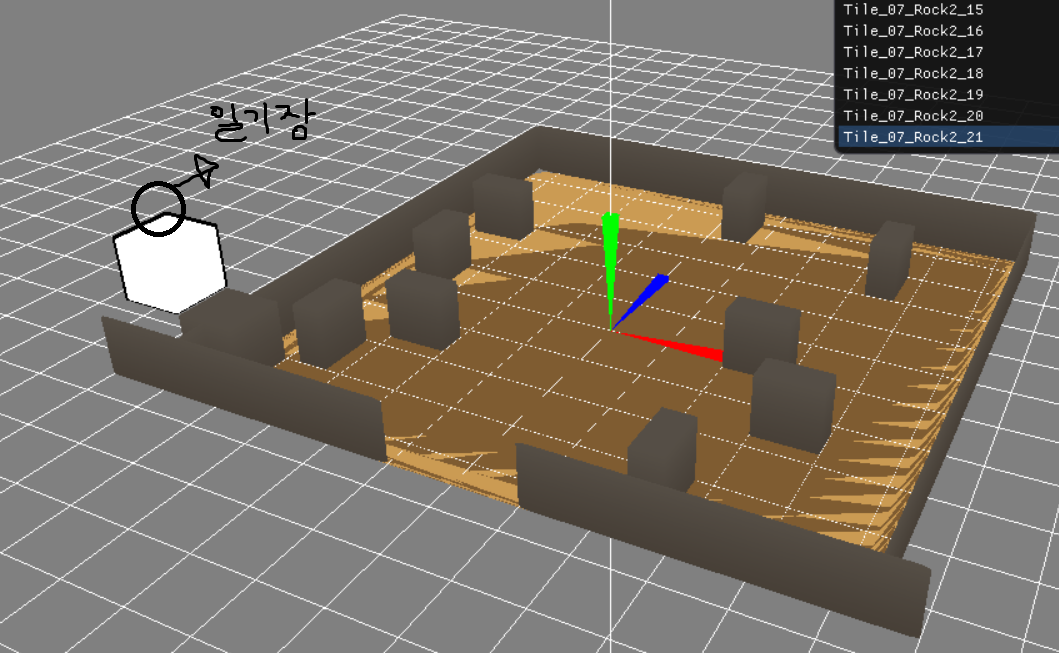 Tile_07_Rock2_15
Tile_07_Rock2_16
Tile_07_Rock2_17
Tile_07_Rock2_18
Tile_07_Rock2_19
Tile_07_Rock2_20
Tile_07_Rock2_21
일기장